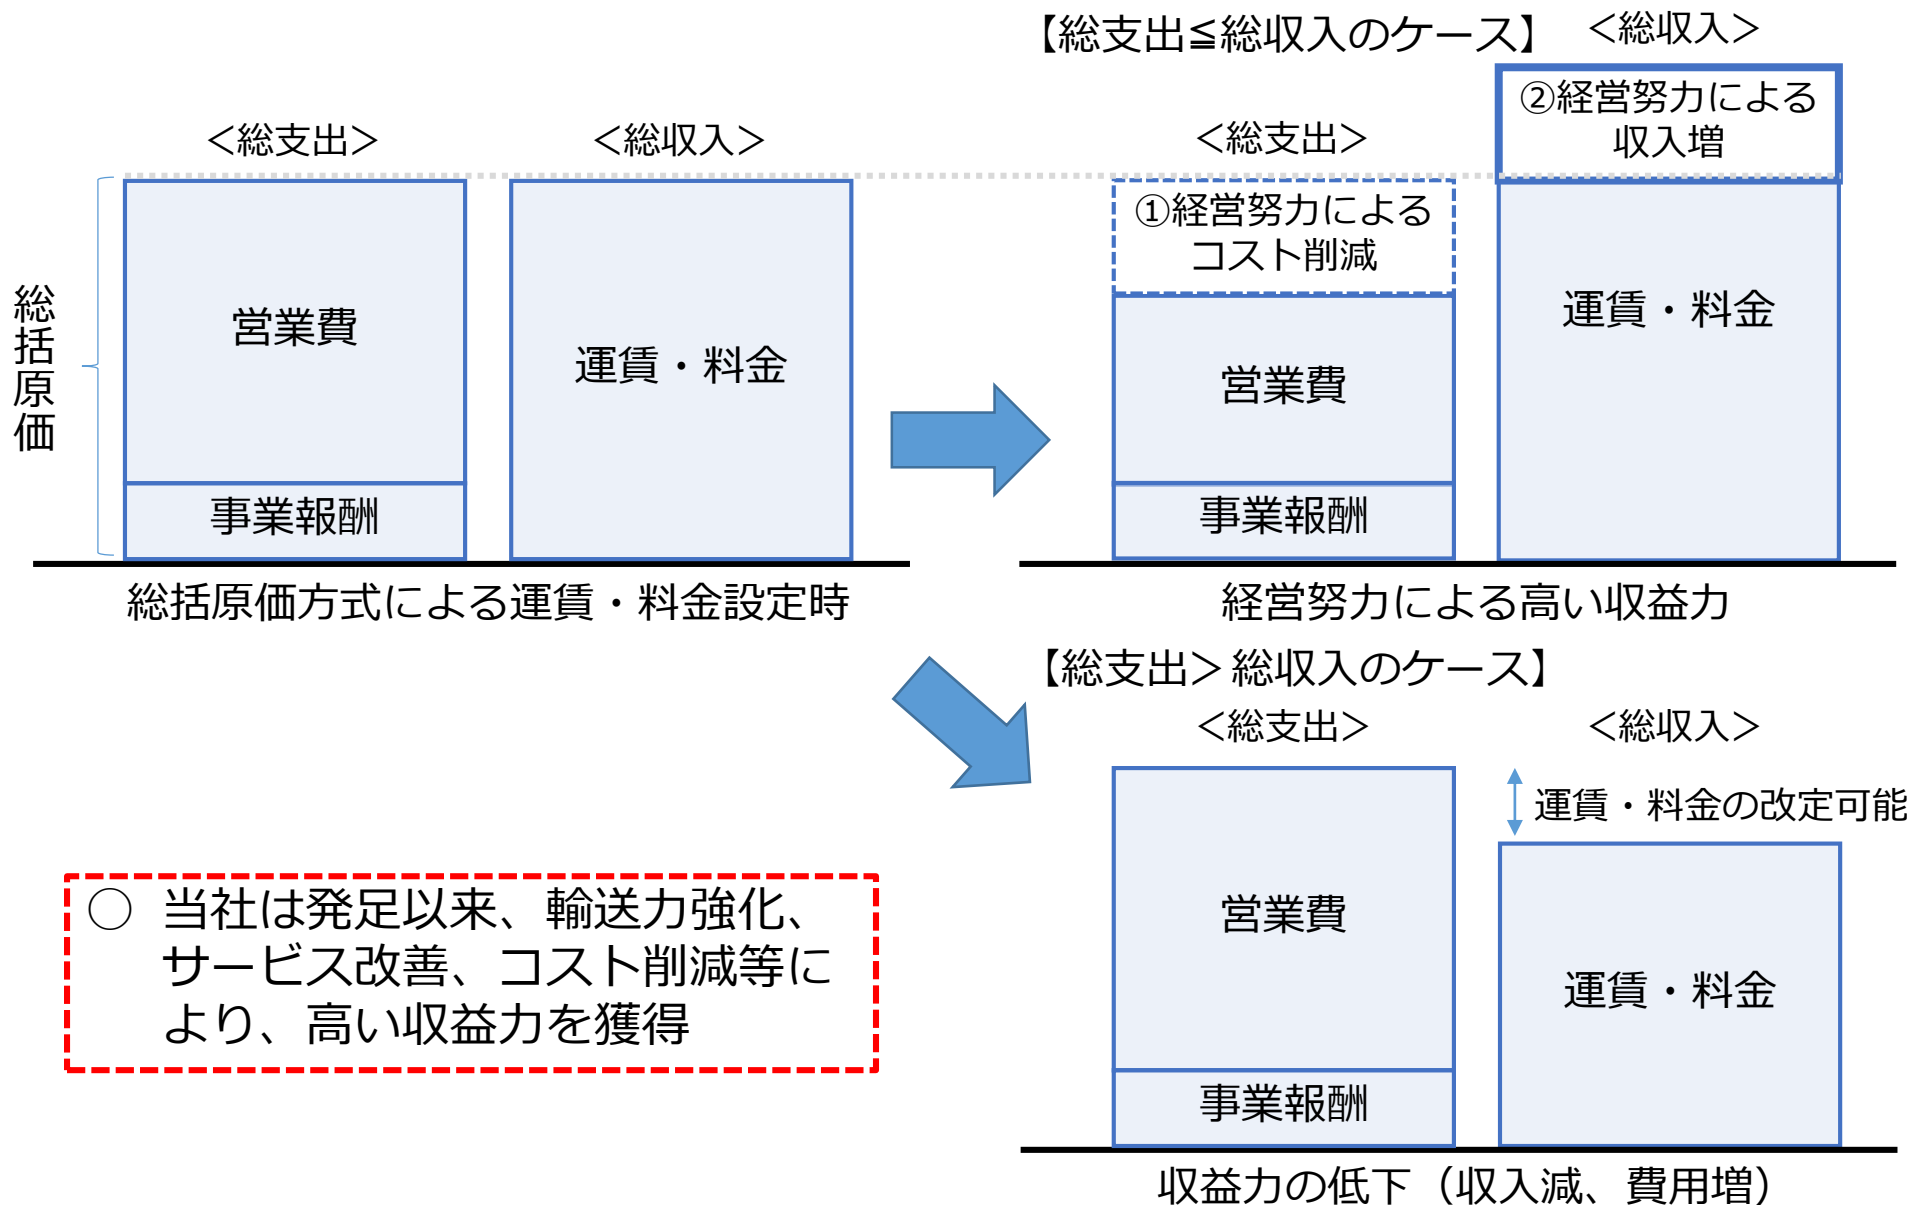 ＜総支出＞
＜総収入＞
総括原価
営業費
事業報酬
運賃・料金
総括原価方式による運賃・料金設定時
【総支出≦総収入のケース】
＜総支出＞
＜総収入＞
①経営努力による
コスト削減
営業費
事業報酬
②経営努力による
収入増
運賃・料金
経営努力による高い収益力
【総支出＞総収入のケース】
＜総支出＞
＜総収入＞
営業費
事業報酬
運賃・料金の改定可能
運賃・料金
収益力の低下（収入減、費用増）
○ 当社は発足以来、輸送力強化、
サービス改善、コスト削減等に
より、高い収益力を獲得